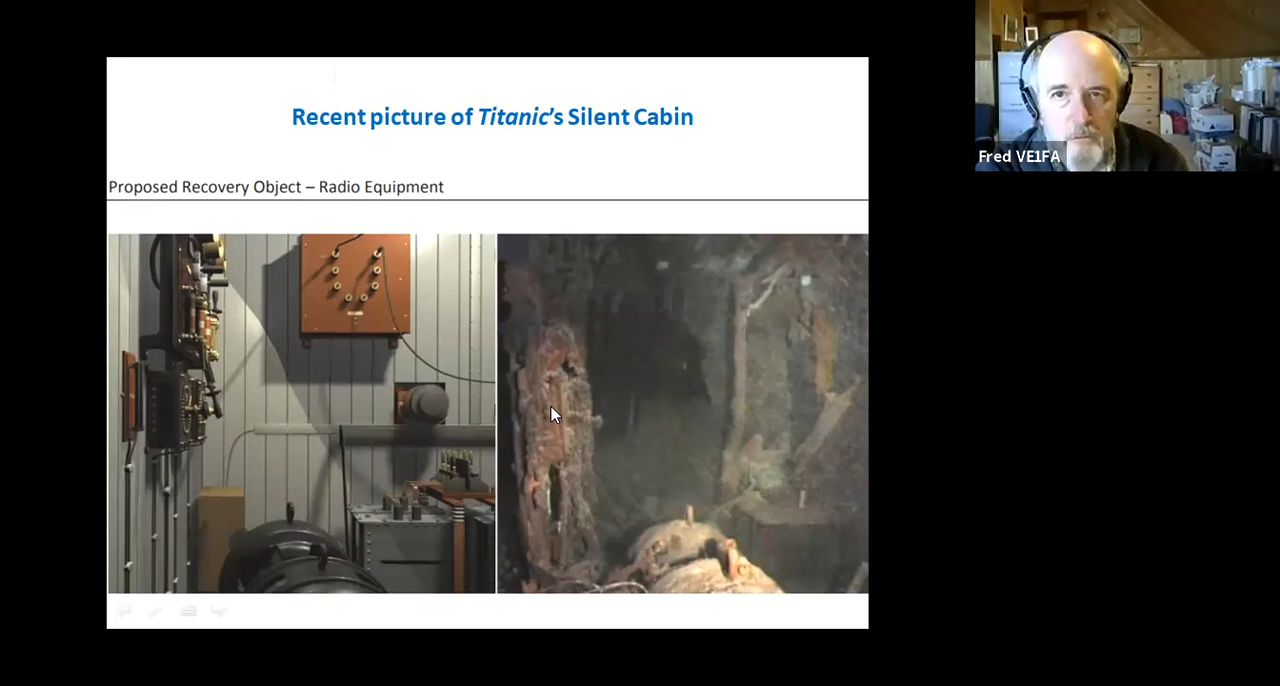 Recent picture of Titanic's Silent Cabin
Proposed Recovery Object – Radio Equipment
Fred VE1FA